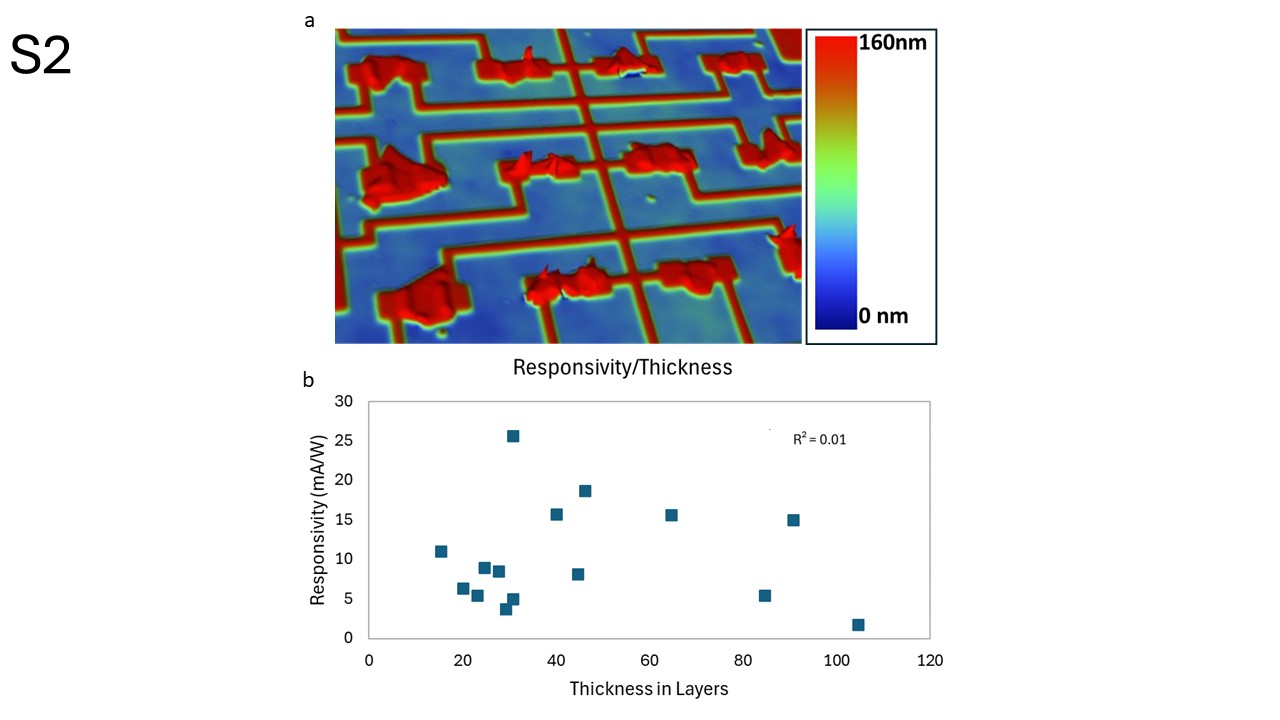 S2
a
160nm
0 nm
Responsivity/Thickness
b
30
25
20
15
10
5
0
Responsivity (mA/W)
R² = 0.01
0 20 40 60 80 100 120
Thickness in Layers